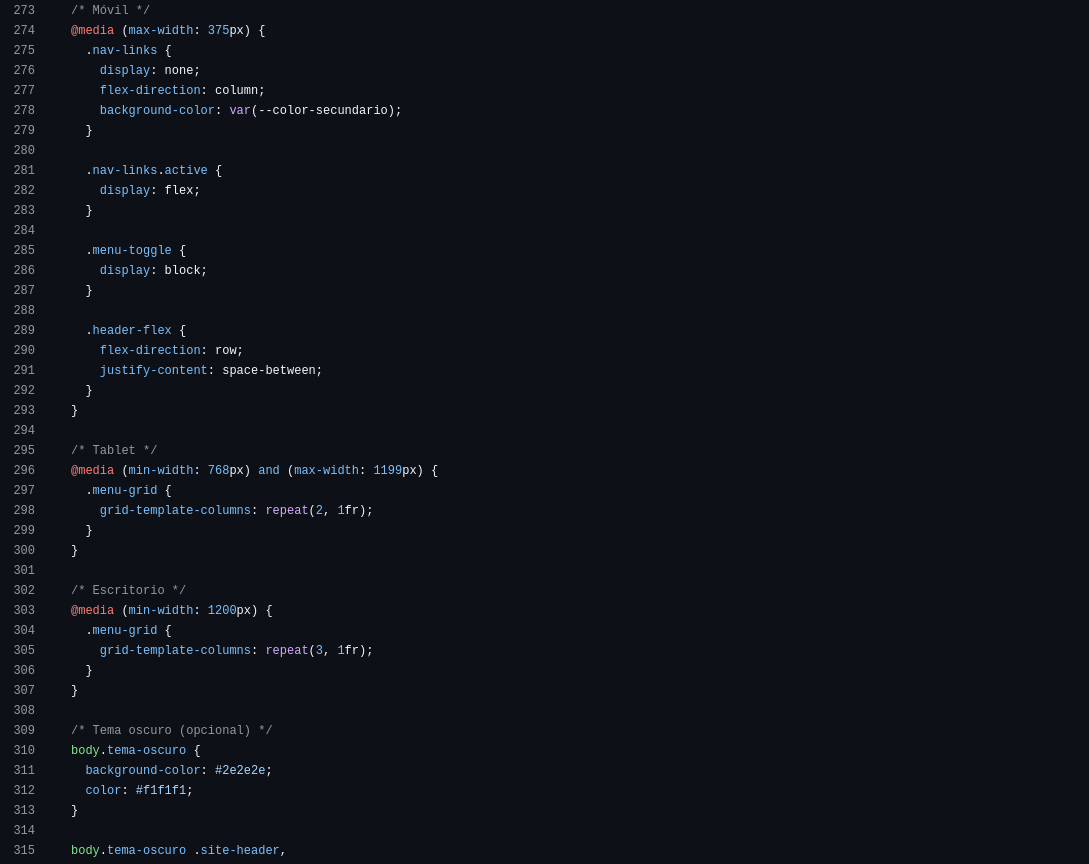 273 /* Móvil */
274 @media (max-width: 375px) {
275 .nav-links {
276 display: none;
277 flex-direction: column;
278 background-color: var(--color-secundario);
279 }
280
281 .nav-links.active {
282 display: flex;
283 }
284
285 .menu-toggle {
286 display: block;
287 }
288
289 .header-flex {
290 flex-direction: row;
291 justify-content: space-between;
292 }
293 }
294
295 /* Tablet */
296 @media (min-width: 768px) and (max-width: 1199px) {
297 .menu-grid {
298 grid-template-columns: repeat(2, 1fr);
299 }
300 }
301
302 /* Escritorio */
303 @media (min-width: 1200px) {
304 .menu-grid {
305 grid-template-columns: repeat(3, 1fr);
306 }
307 }
308
309 /* Tema oscuro (opcional) */
310 body.tema-oscuro {
311 background-color: #2e2e2e;
312 color: #f1f1f1;
313 }
314
315 body.tema-oscuro .site-header,